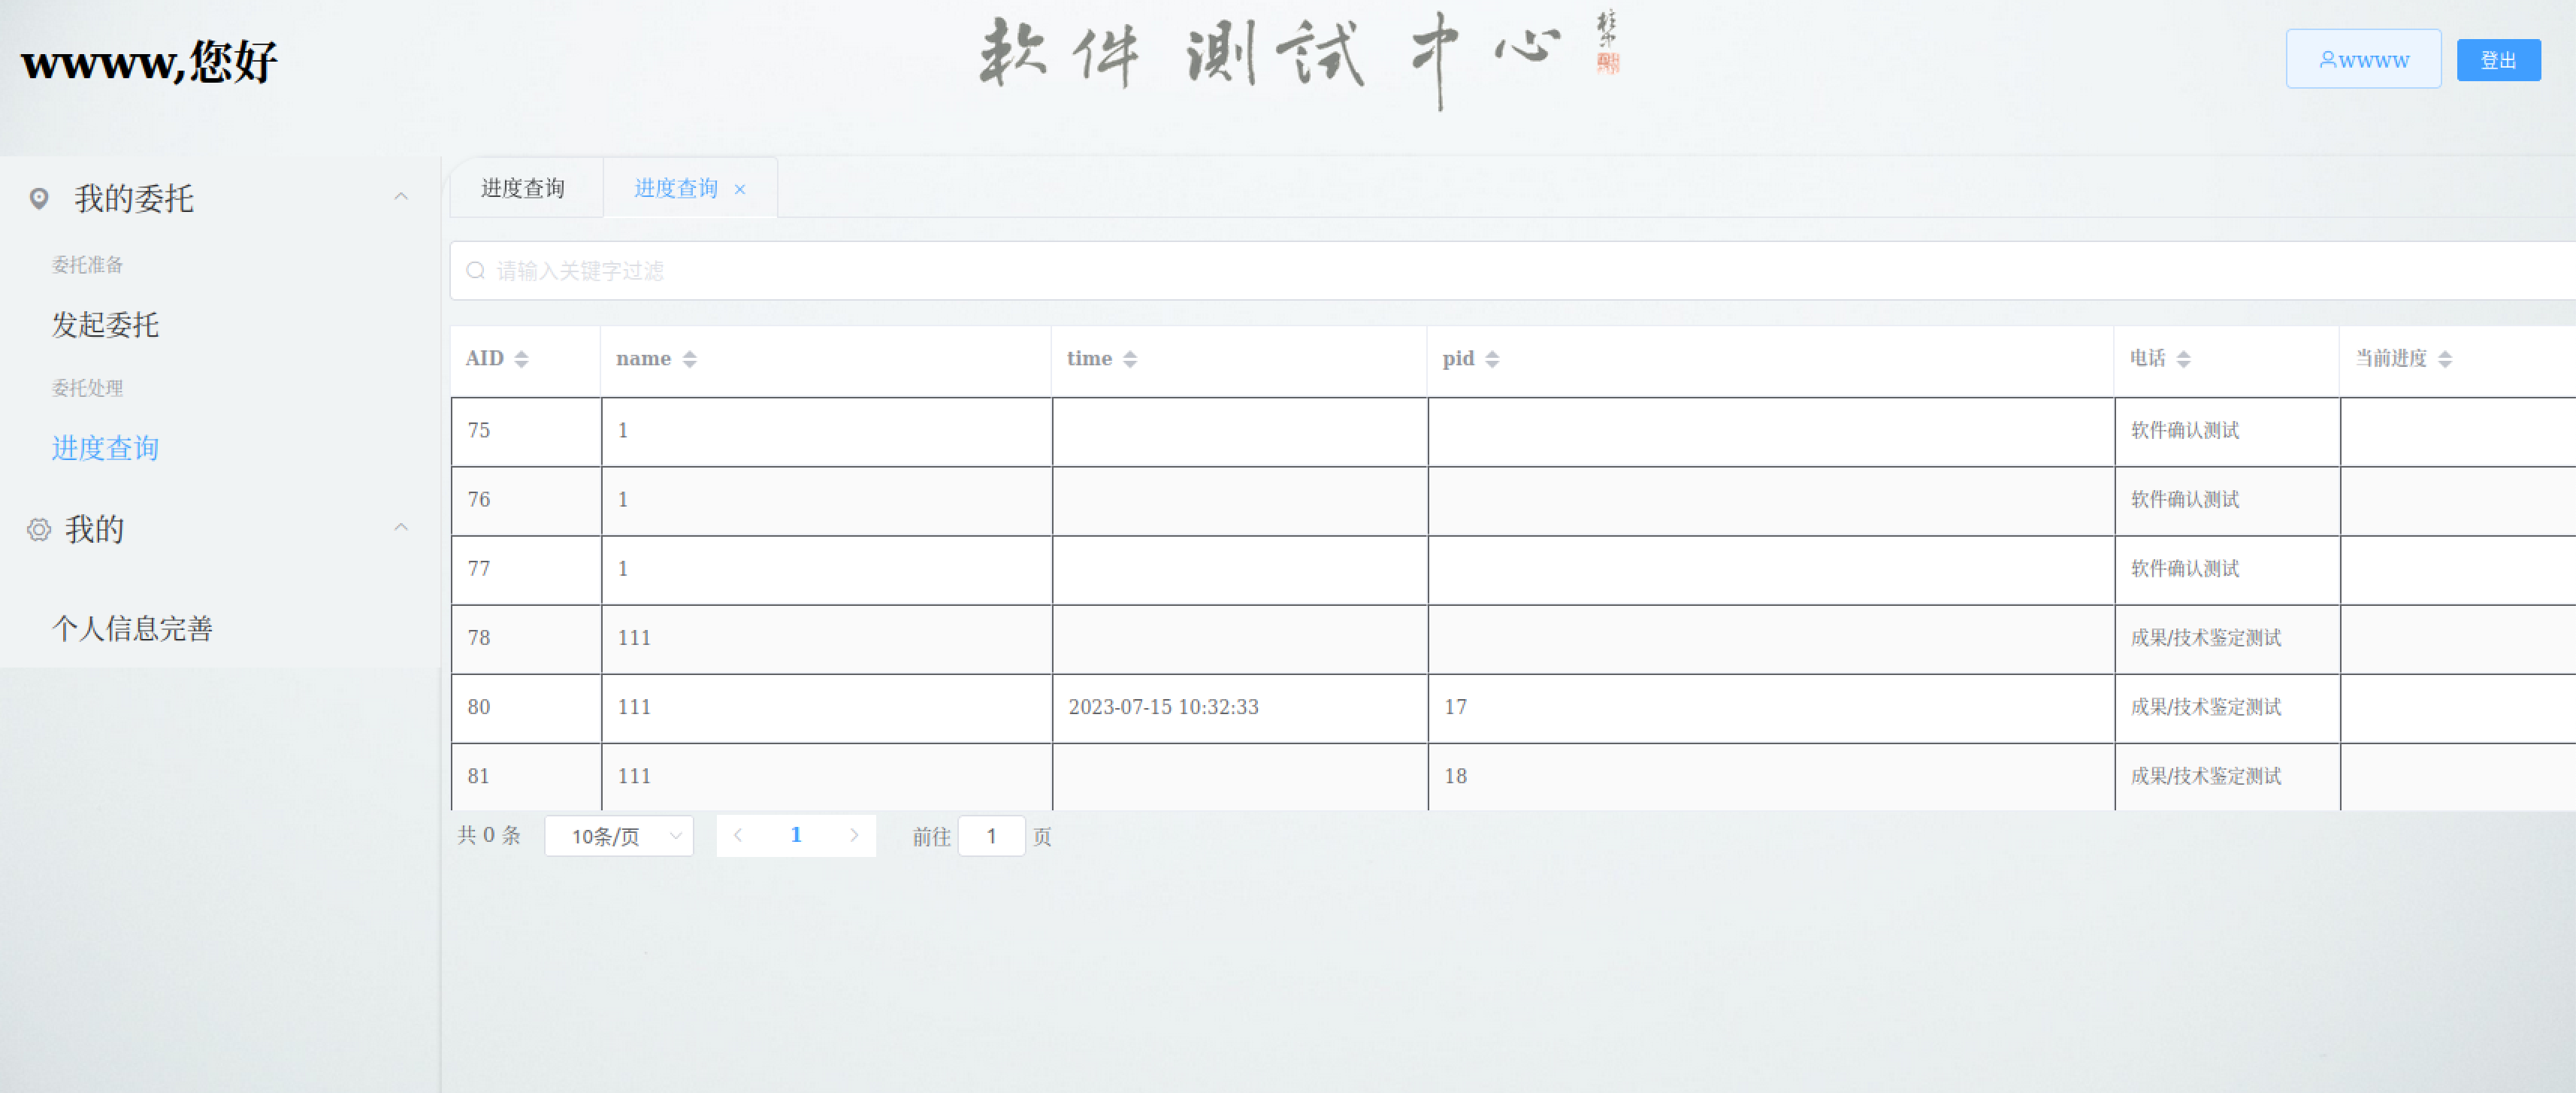 wwww,您好
软件测试中心
wwww
登出
我的委托
委托准备
发起委托
委托处理
进度查询
我的
个人信息完善
进度查询
进度查询
请输入关键字过滤
AID name time pid 电话 当前进度
75 1 软件确认测试
76 1 软件确认测试
77 1 软件确认测试
78 111 成果/技术鉴定测试
80 111 2023-07-15 10:32:33 17 成果/技术鉴定测试
81 111 18 成果/技术鉴定测试
共 0 条 10条/页 1 前往 1 页